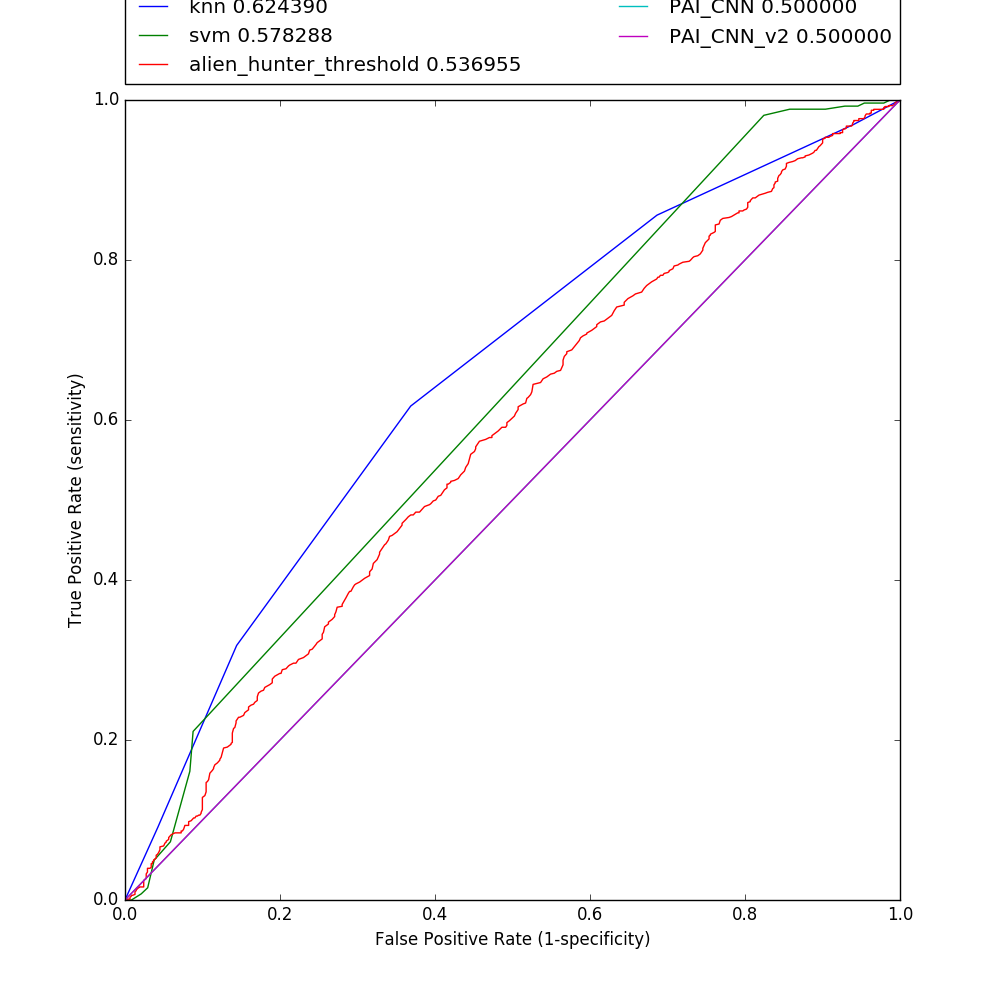 knn 0.624390
svm 0.578288
alien_hunter_threshold 0.536955
PAI_CNN 0.500000
PAI_CNN_v2 0.500000
1.0
0.8
0.6
0.4
0.2
0.0
True Positive Rate (sensitivity)
0.0 0.2 0.4 0.6 0.8 1.0
False Positive Rate (1-specificity)